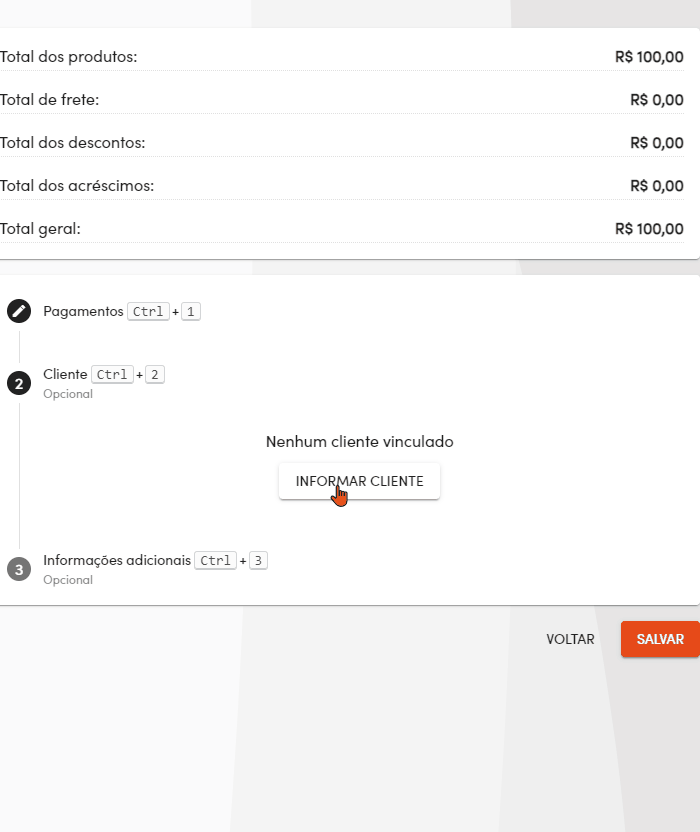 Total dos produtos: R$ 100,00
Total de frete: R$ 0,00
Total dos descontos: R$ 0,00
Total dos acréscimos: R$ 0,00
Total geral: R$ 100,00
Pagamentos Ctrl + 1
2 Cliente Ctrl + 2
Opcional
Nenhum cliente vinculado
INFORMAR CLIENTE
3 Informações adicionais Ctrl + 3
Opcional
VOLTAR SALVAR